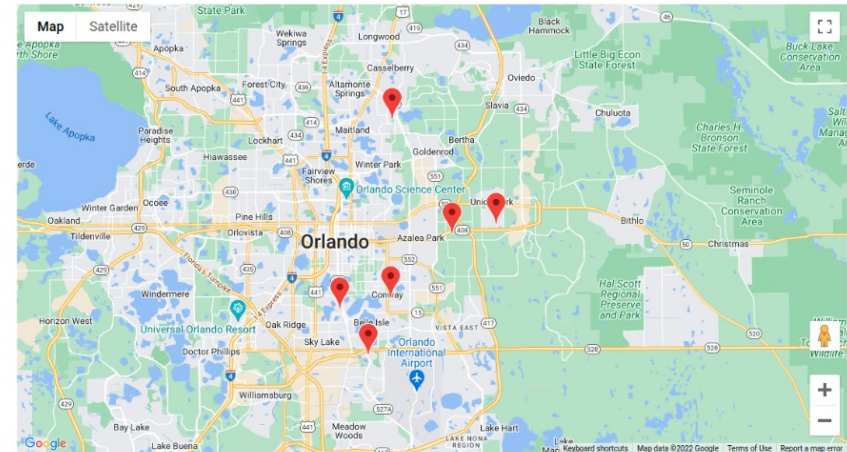 State Park
Map
Satellite
Wekiwa
Springs
Longwood
Black
Hammock
Apopka
Casselberry
Little Big Econ
State Forest
Buck Lake
Conservation
Area
South Apopka
Forest City
Altamonte
Springs
Oviedo
Slavia
Chuluota
Lake Apopka
Paradise
Heights
Lockhart
Maitland
Bertha
Goldenrod
Charles H.
Bronson
State Forest
Hiawassee
Fairview
Shores
Winter Park
Orlando Science Center
Seminole
Ranch
Conservation
Area
Winter Garden
Ocoee
Pine Hills
Oakland
Tildenville
Orlovista
Orlando
Azalea Park
Bithlo
Christmas
Florida's Turnpike
Windermere
Conway
Hal Scott
Regional
Preserve
and Park
Horizon West
Universal Orlando Resort
Oak Ridge
Belle Isle
VISTA EAST
Doctor Phillips
Sky Lake
Orlando
International
Airport
Williamsburg
Bay Lake
Lake Buena
Meadow
Woods
LAKE NONA
REGION
Lake Hart
Google
Keyboard shortcuts
Map data ©2022 Google
Terms of Use
Report a map error